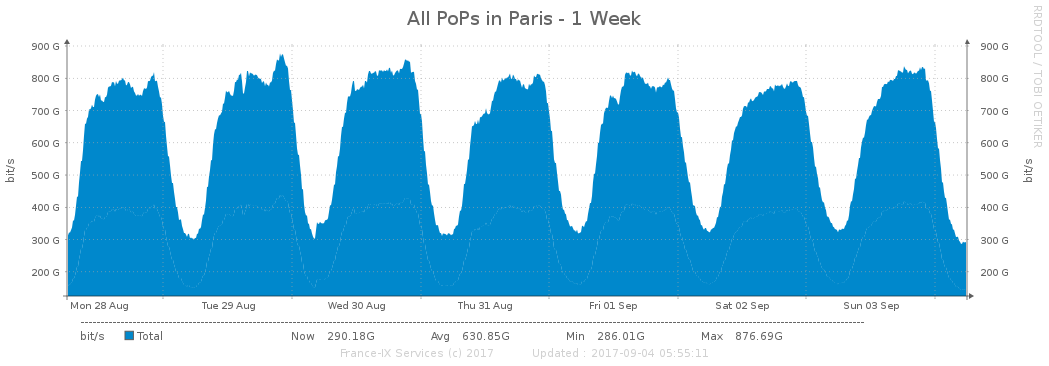 All PoPs in Paris - 1 Week
RRDTOOL / TOBI OETIKER
bit/s
bit/s
900 G 900 G
800 G 800 G
700 G 700 G
600 G 600 G
500 G 500 G
400 G 400 G
300 G 300 G
200 G 200 G
Mon 28 Aug Tue 29 Aug Wed 30 Aug Thu 31 Aug Fri 01 Sep Sat 02 Sep Sun 03 Sep
bit/s Total Now 290.18G Avg 630.85G Min 286.01G Max 876.69G
France-IX Services (c) 2017 Updated : 2017-09-04 05:55:11